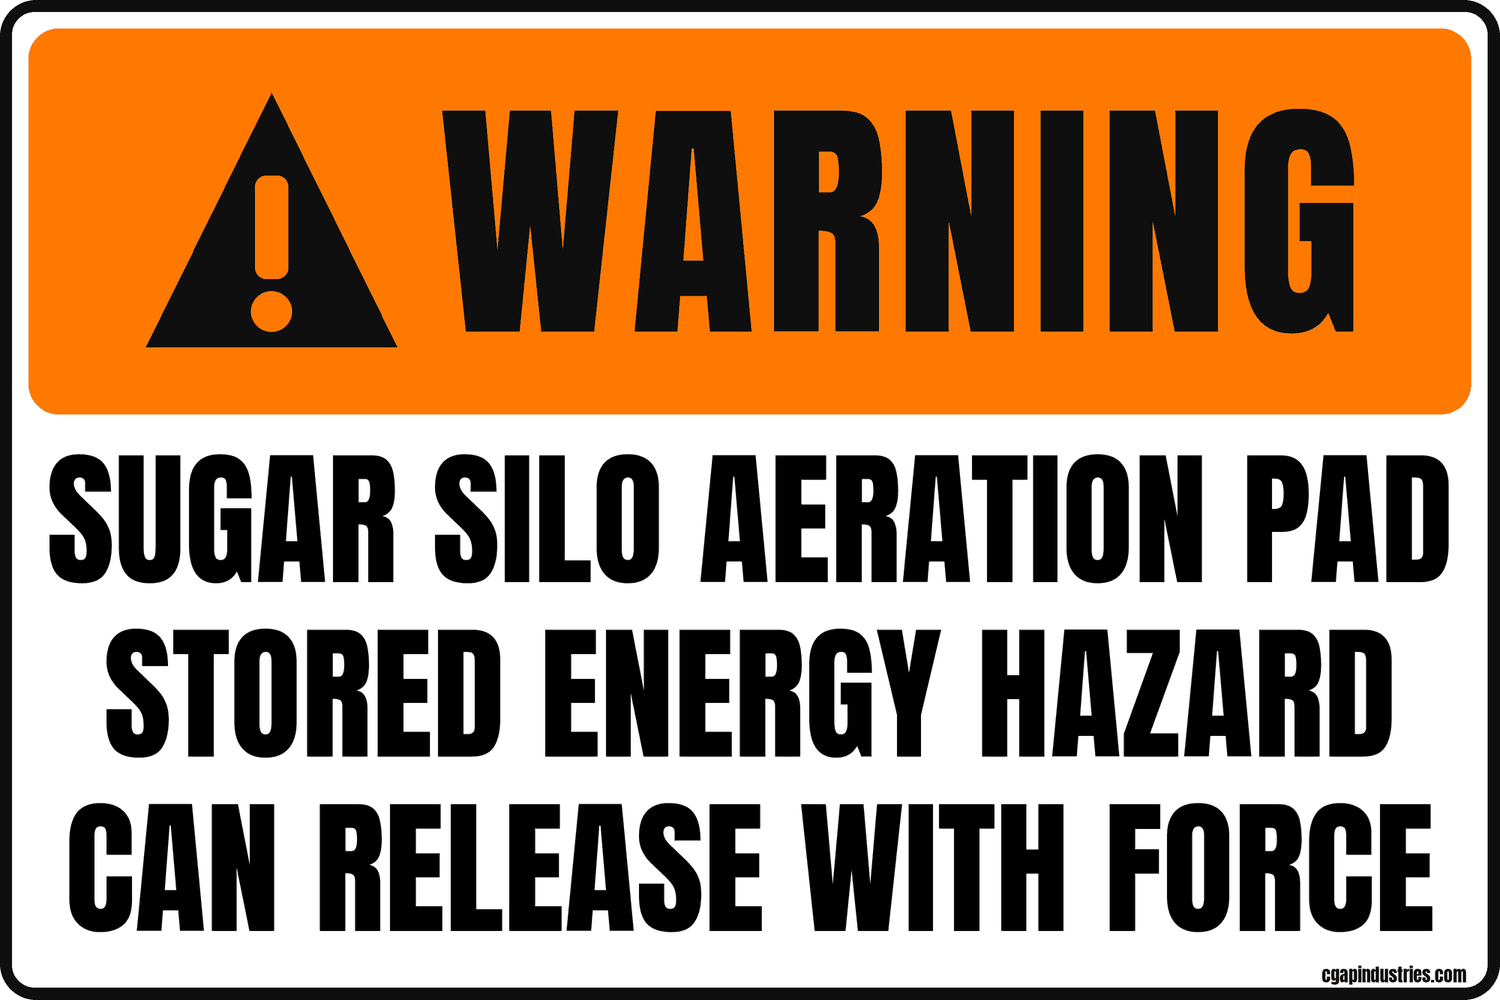 WARNING
SUGAR SILO AERATION PAD
STORED ENERGY HAZARD
CAN RELEASE WITH FORCE
cgapindustries.com